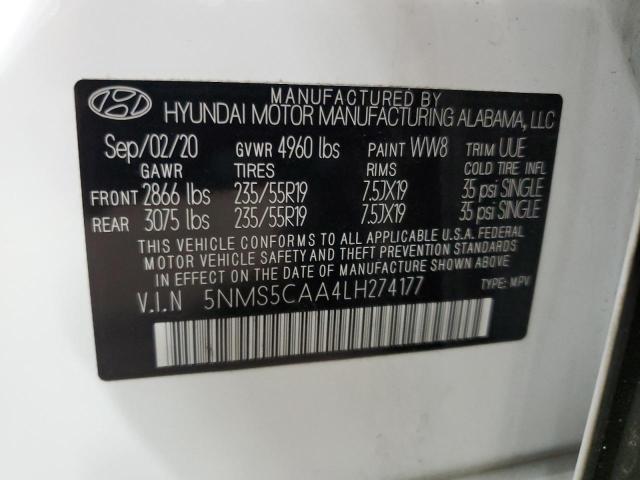 MANUFACTURED BY
HYUNDAI MOTOR MANUFACTURING ALABAMA, LLC
Sep/02/20 GVWR 4960 lbs PAINT WW8 TRIM UUE
GAWR TIRES RIMS COLD TIRE INFL
FRONT 2866 lbs 235/55R19 7.5JX19 35 psi SINGLE
REAR 3075 lbs 235/55R19 7.5JX19 35 psi SINGLE
THIS VEHICLE CONFORMS TO ALL APPLICABLE U.S.A. FEDERAL
MOTOR VEHICLE SAFETY AND THEFT PREVENTION STANDARDS
IN EFFECT ON THE DATE OF MANUFACTURE SHOWN ABOVE.
V.I.N 5NMS5CAA4LH274177 TYPE: MPV